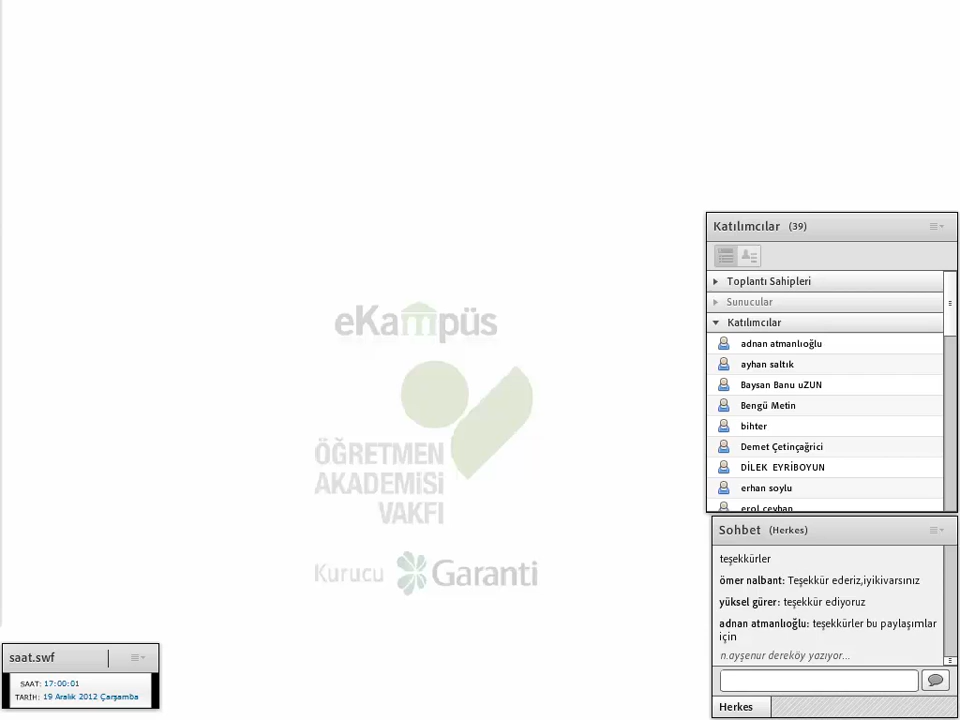 eKampüs
ÖĞRETMEN
AKADEMİSİ
VAKFI
Kurucu Garanti
Katılımcılar (39)
Toplantı Sahipleri
Sunucular
Katılımcılar
adnan atmanlıoğlu
ayhan saltık
Baysan Banu uZUN
Bengü Metin
bihter
Demet Çetinçağrici
DİLEK EYRİBOYUN
erhan soylu
erol ceyhan
Sohbet (Herkes)
teşekkürler
ömer nalbant: Teşekkür ederiz,iyikivarsınız
yüksel gürer: teşekkür ediyoruz
adnan atmanlıoğlu: teşekkürler bu paylaşımlar
için
n.ayşenur dereköy yazıyor...
Herkes
saat.swf
SAAT: 17:00:01
TARİH: 19 Aralık 2012 Çarşamba